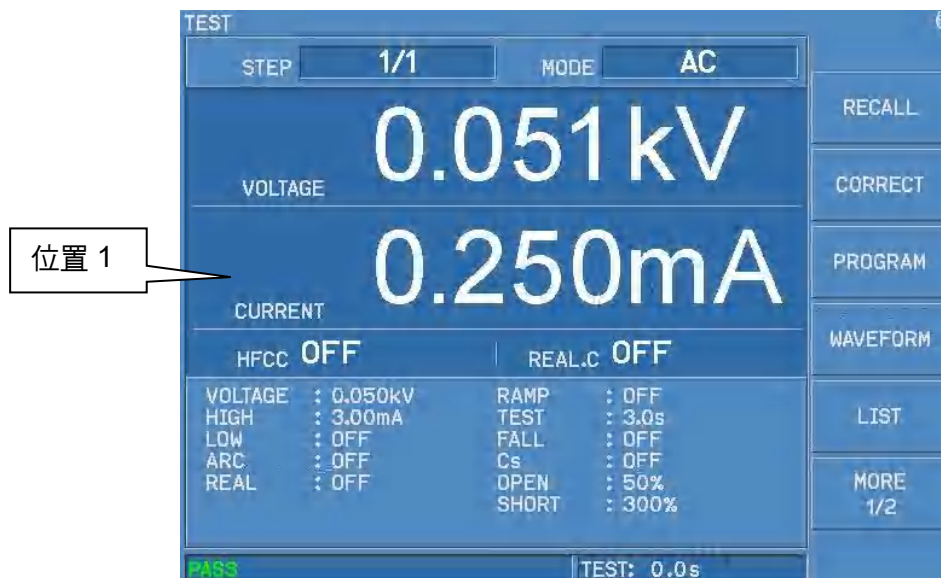 TEST
STEP 1/1 MODE AC
VOLTAGE 0.051kV
位置 1
CURRENT 0.250mA
HFCC OFF REAL.C OFF
VOLTAGE : 0.050kV RAMP : OFF
HIGH : 3.00mA TEST : 3.0s
LOW : OFF FALL : OFF
ARC : OFF Cs : OFF
REAL : OFF OPEN : 50%
SHORT : 300%
PASS TEST: 0.0s
RECALL
CORRECT
PROGRAM
WAVEFORM
LIST
MORE
1/2